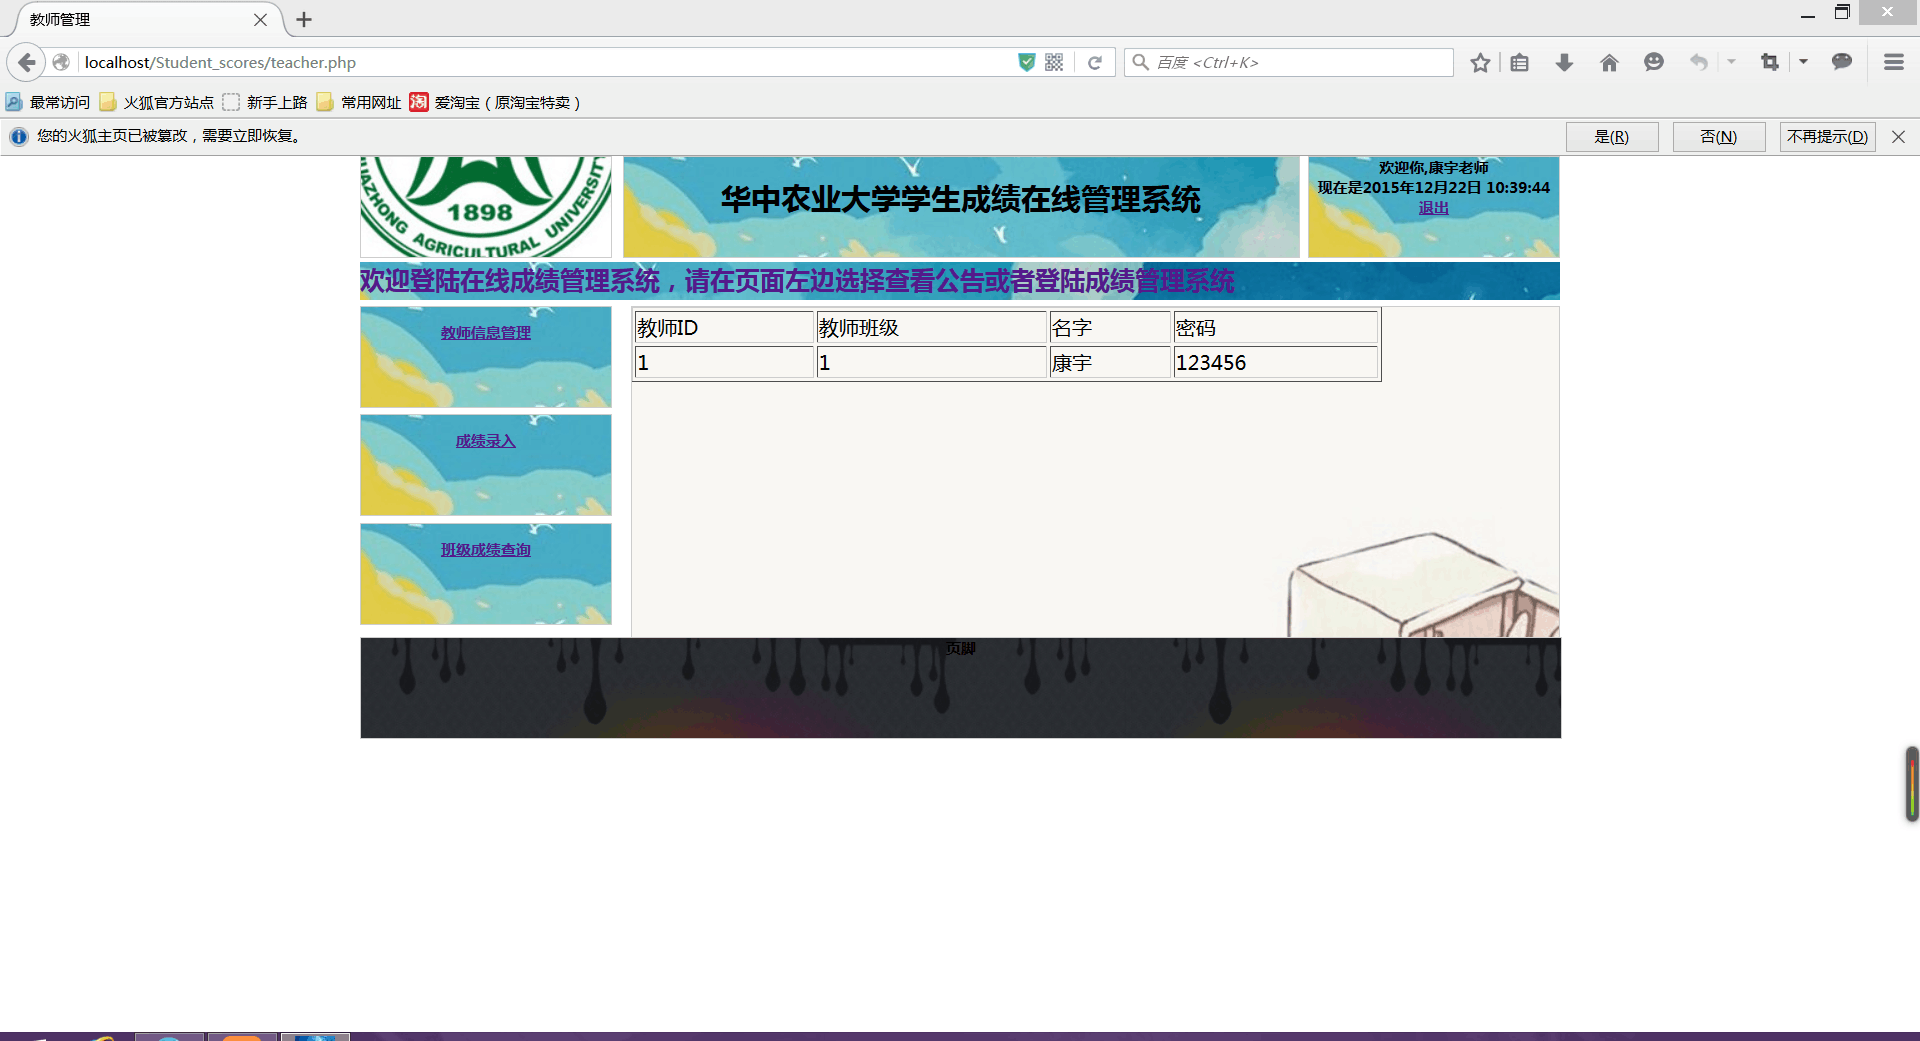 教师管理
localhost/Student_scores/teacher.php
百度 <Ctrl+K>
最常访问 火狐官方站点 新手上路 常用网址 淘 爱淘宝（原淘宝特卖）
您的火狐主页已被篡改，需要立即恢复。 是(R) 否(N) 不再提示(D)
1898
HUAZHONG AGRICULTURAL UNIVERSITY
华中农业大学学生成绩在线管理系统
欢迎你,康宇老师
现在是2015年12月22日 10:39:44
退出
欢迎登陆在线成绩管理系统，请在页面左边选择查看公告或者登陆成绩管理系统
教师信息管理
成绩录入
班级成绩查询
教师ID 教师班级 名字 密码
1 1 康宇 123456
页脚